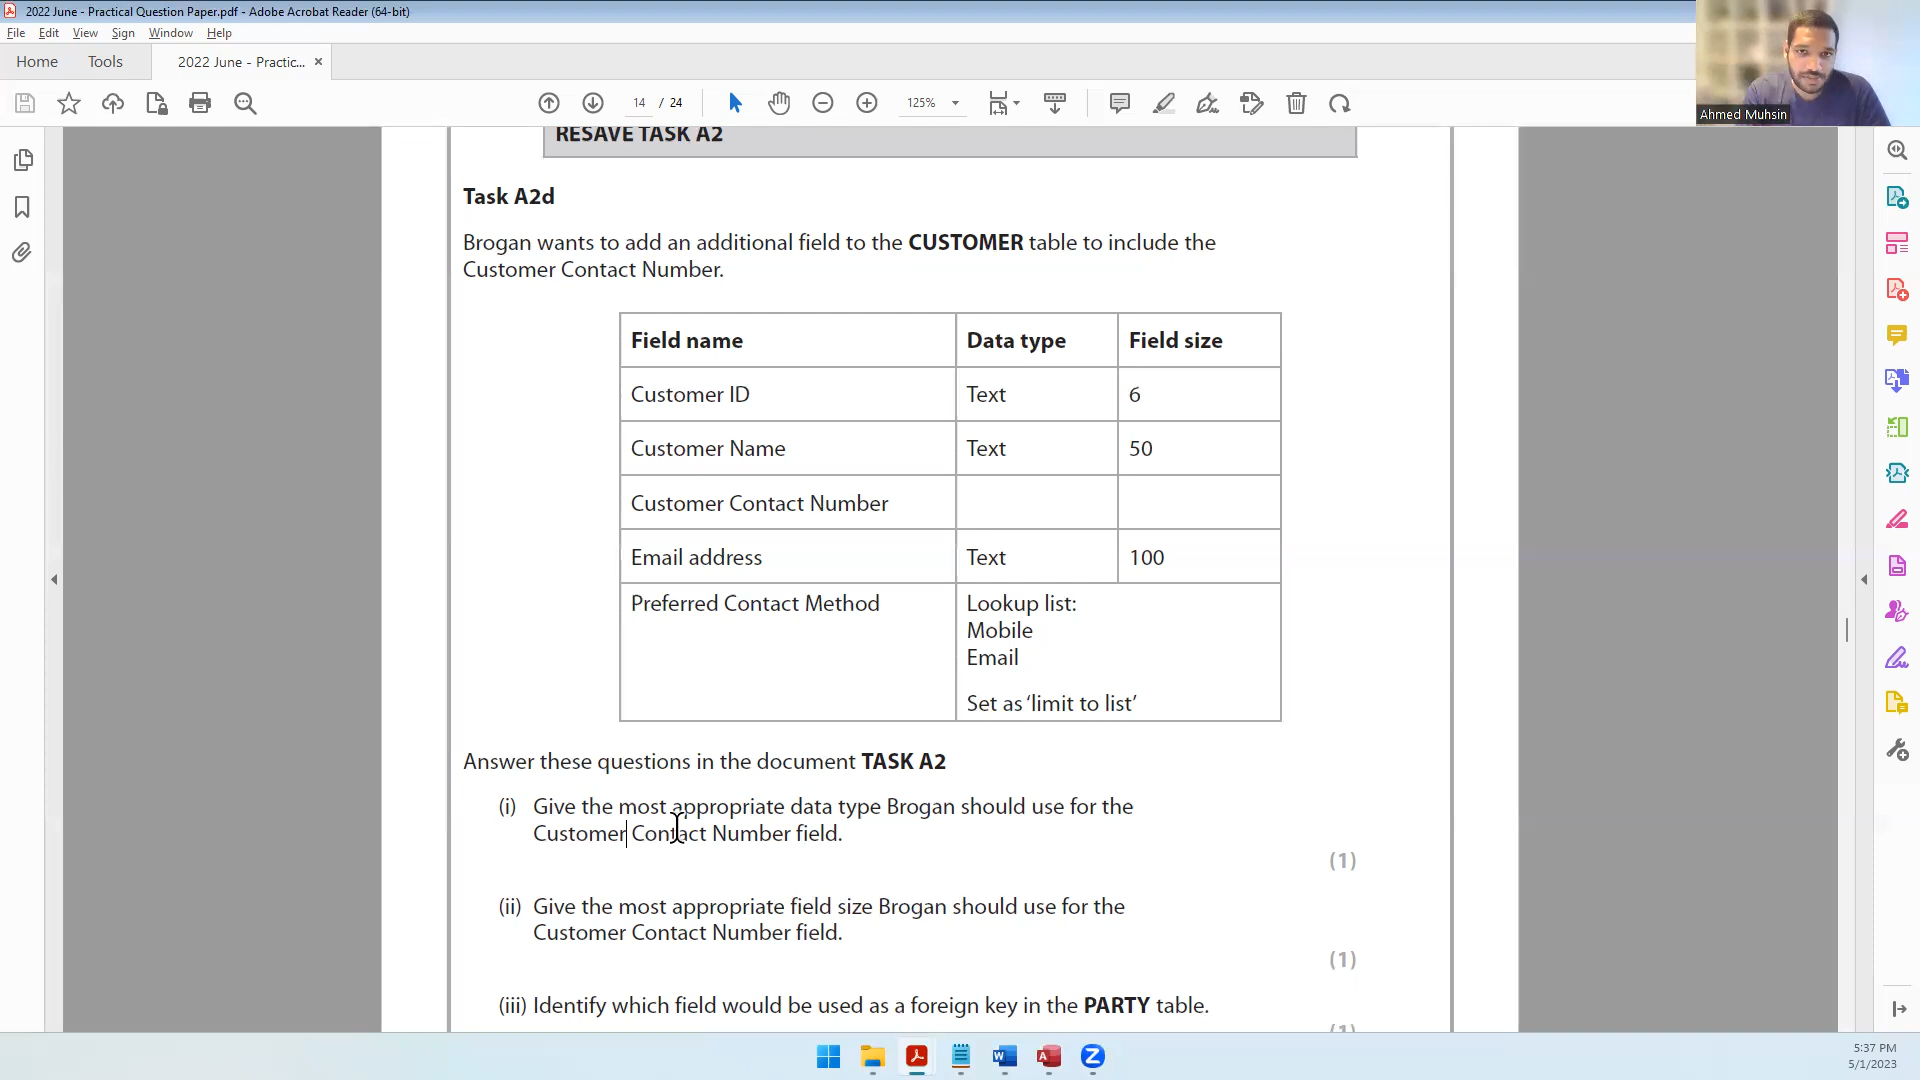 2022 June - Practical Question Paper.pdf - Adobe Acrobat Reader (64-bit)
File Edit View Sign Window Help
Home Tools 2022 June - Practic... ×
14 / 24 125%
Ahmed Muhsin
RESAVE TASK A2
Task A2d
Brogan wants to add an additional field to the CUSTOMER table to include the
Customer Contact Number.
Field name Data type Field size
Customer ID Text 6
Customer Name Text 50
Customer Contact Number
Email address Text 100
Preferred Contact Method Lookup list:
Mobile
Email
Set as ‘limit to list’
Answer these questions in the document TASK A2
(i) Give the most appropriate data type Brogan should use for the
Customer Contact Number field.
(1)
(ii) Give the most appropriate field size Brogan should use for the
Customer Contact Number field.
(1)
(iii) Identify which field would be used as a foreign key in the PARTY table.
(1)
5:37 PM
5/1/2023